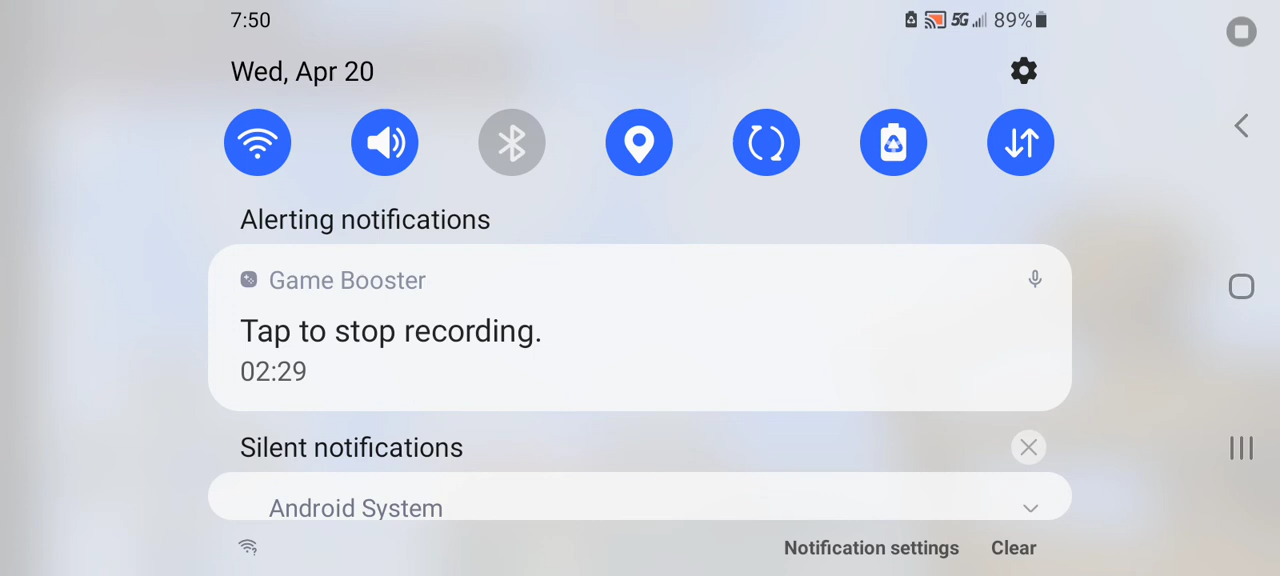 7:50
5G 89%
Wed, Apr 20
Alerting notifications
Game Booster
Tap to stop recording.
02:29
Silent notifications
Android System
Notification settings Clear